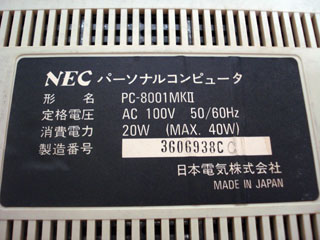 NEC パーソナルコンピュータ
形 名 PC-8001MKⅡ
定格電圧 AC 100V 50/60Hz
消費電力 20W (MAX. 40W)
製造番号 3606938C
日本電気株式会社
MADE IN JAPAN